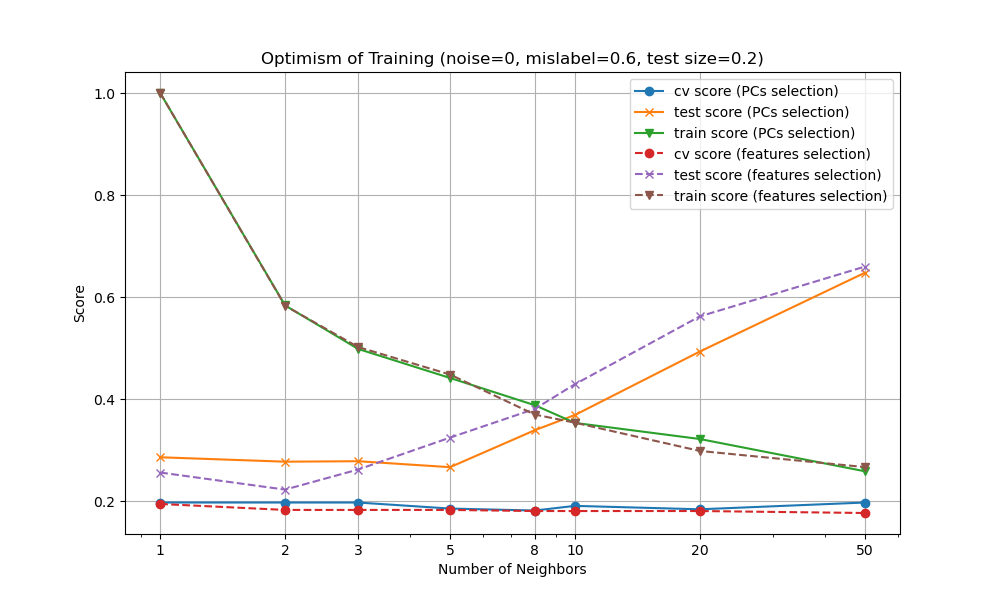 Optimism of Training (noise=0, mislabel=0.6, test size=0.2)
cv score (PCs selection)
test score (PCs selection)
train score (PCs selection)
cv score (features selection)
test score (features selection)
train score (features selection)
Score
1.0
0.8
0.6
0.4
0.2
1 2 3 5 8 10 20 50
Number of Neighbors